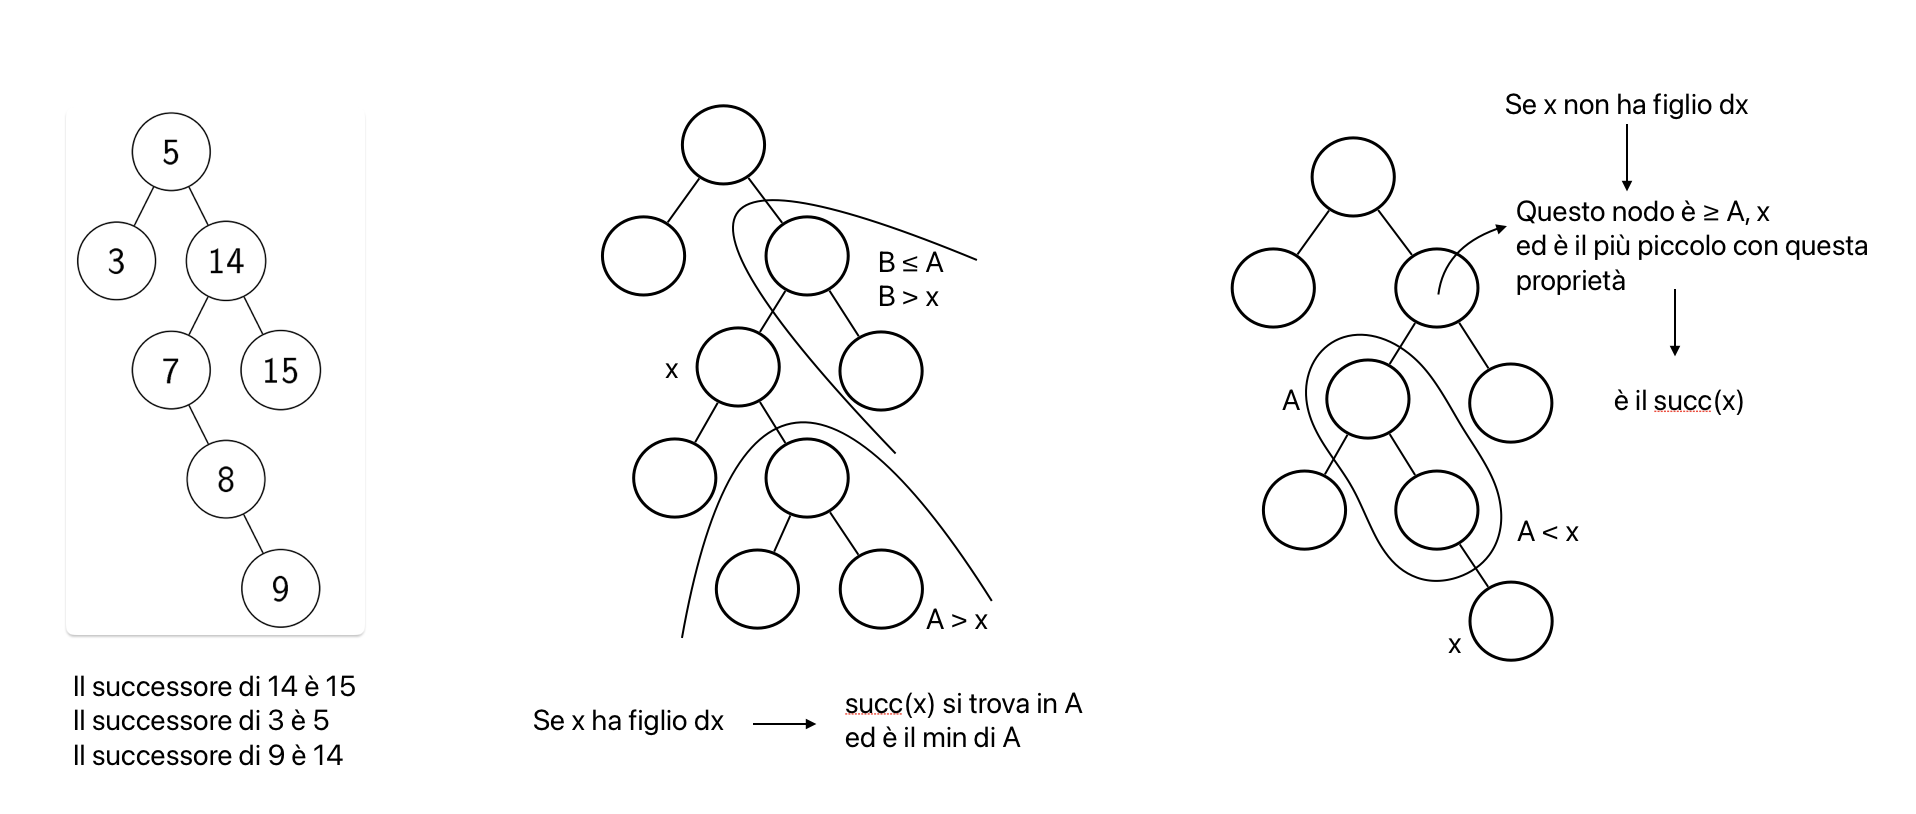 5
3
14
7
15
8
9
Il successore di 14 è 15
Il successore di 3 è 5
Il successore di 9 è 14
B ≤ A
B > x
x
A > x
Se x ha figlio dx
succ(x) si trova in A
ed è il min di A
Se x non ha figlio dx
Questo nodo è ≥ A, x
ed è il più piccolo con questa
proprietà
è il succ(x)
A
A < x
x